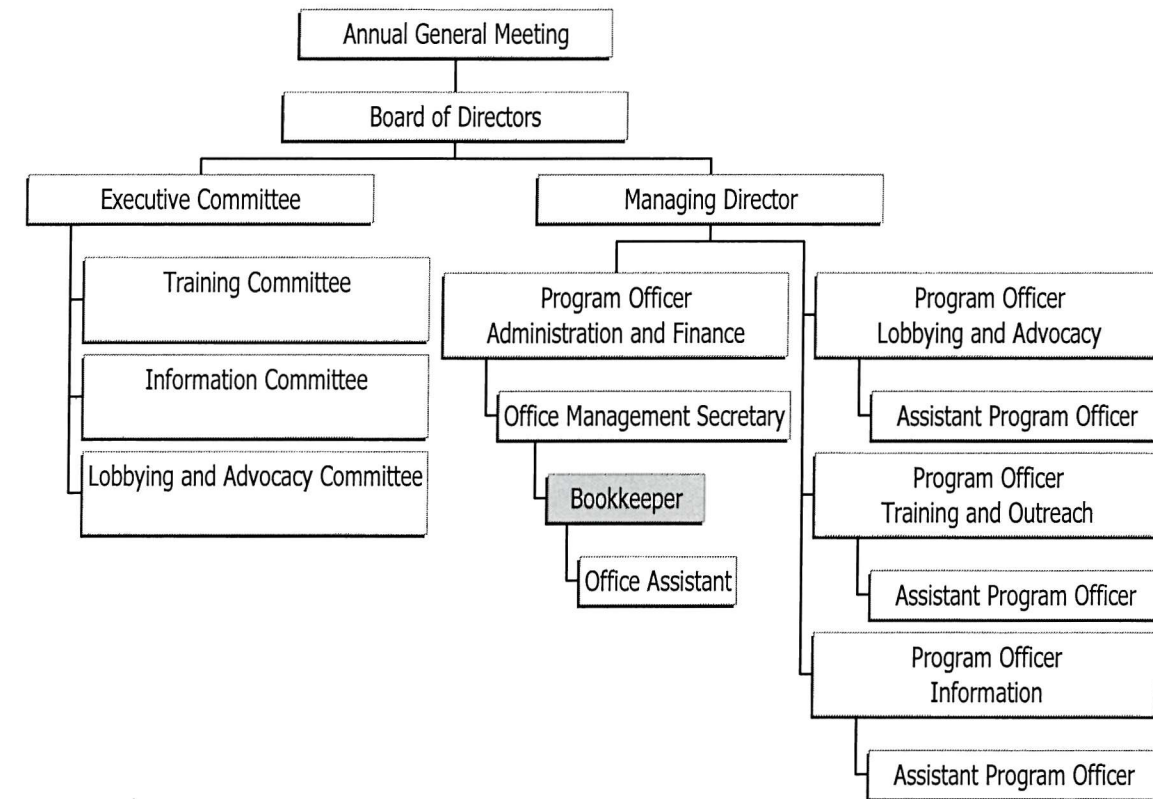 Annual General Meeting
Board of Directors
Executive Committee
Managing Director
Training Committee
Information Committee
Lobbying and Advocacy Committee
Program Officer
Administration and Finance
Office Management Secretary
Bookkeeper
Office Assistant
Program Officer
Lobbying and Advocacy
Assistant Program Officer
Program Officer
Training and Outreach
Assistant Program Officer
Program Officer
Information
Assistant Program Officer